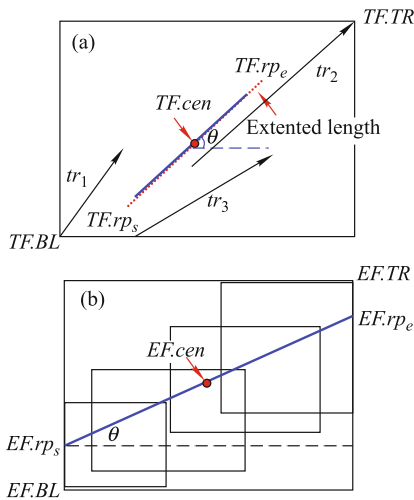 TF.TR
(a)
TF.rpe
tr2
TF.cen
Extented length
θ
tr1
tr3
TF.rps
TF.BL
EF.TR
(b)
EF.rpe
EF.cen
θ
EF.rps
EF.BL